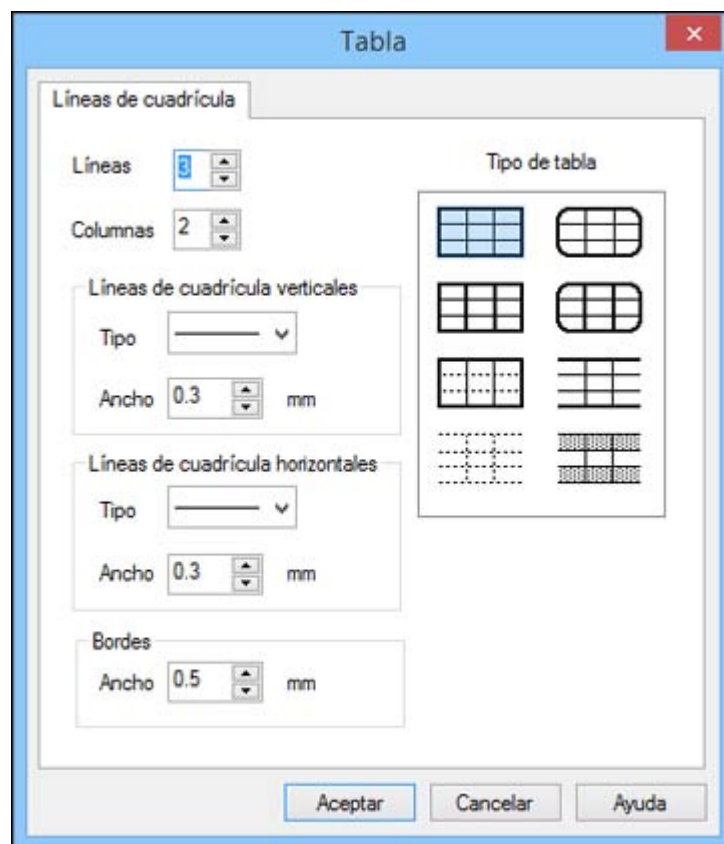 Tabla
Líneas de cuadrícula
Líneas 3
Columnas 2
Líneas de cuadrícula verticales
Tipo
Ancho 0.3 mm
Líneas de cuadrícula horizontales
Tipo
Ancho 0.3 mm
Bordes
Ancho 0.5 mm
Tipo de tabla
Aceptar Cancelar Ayuda